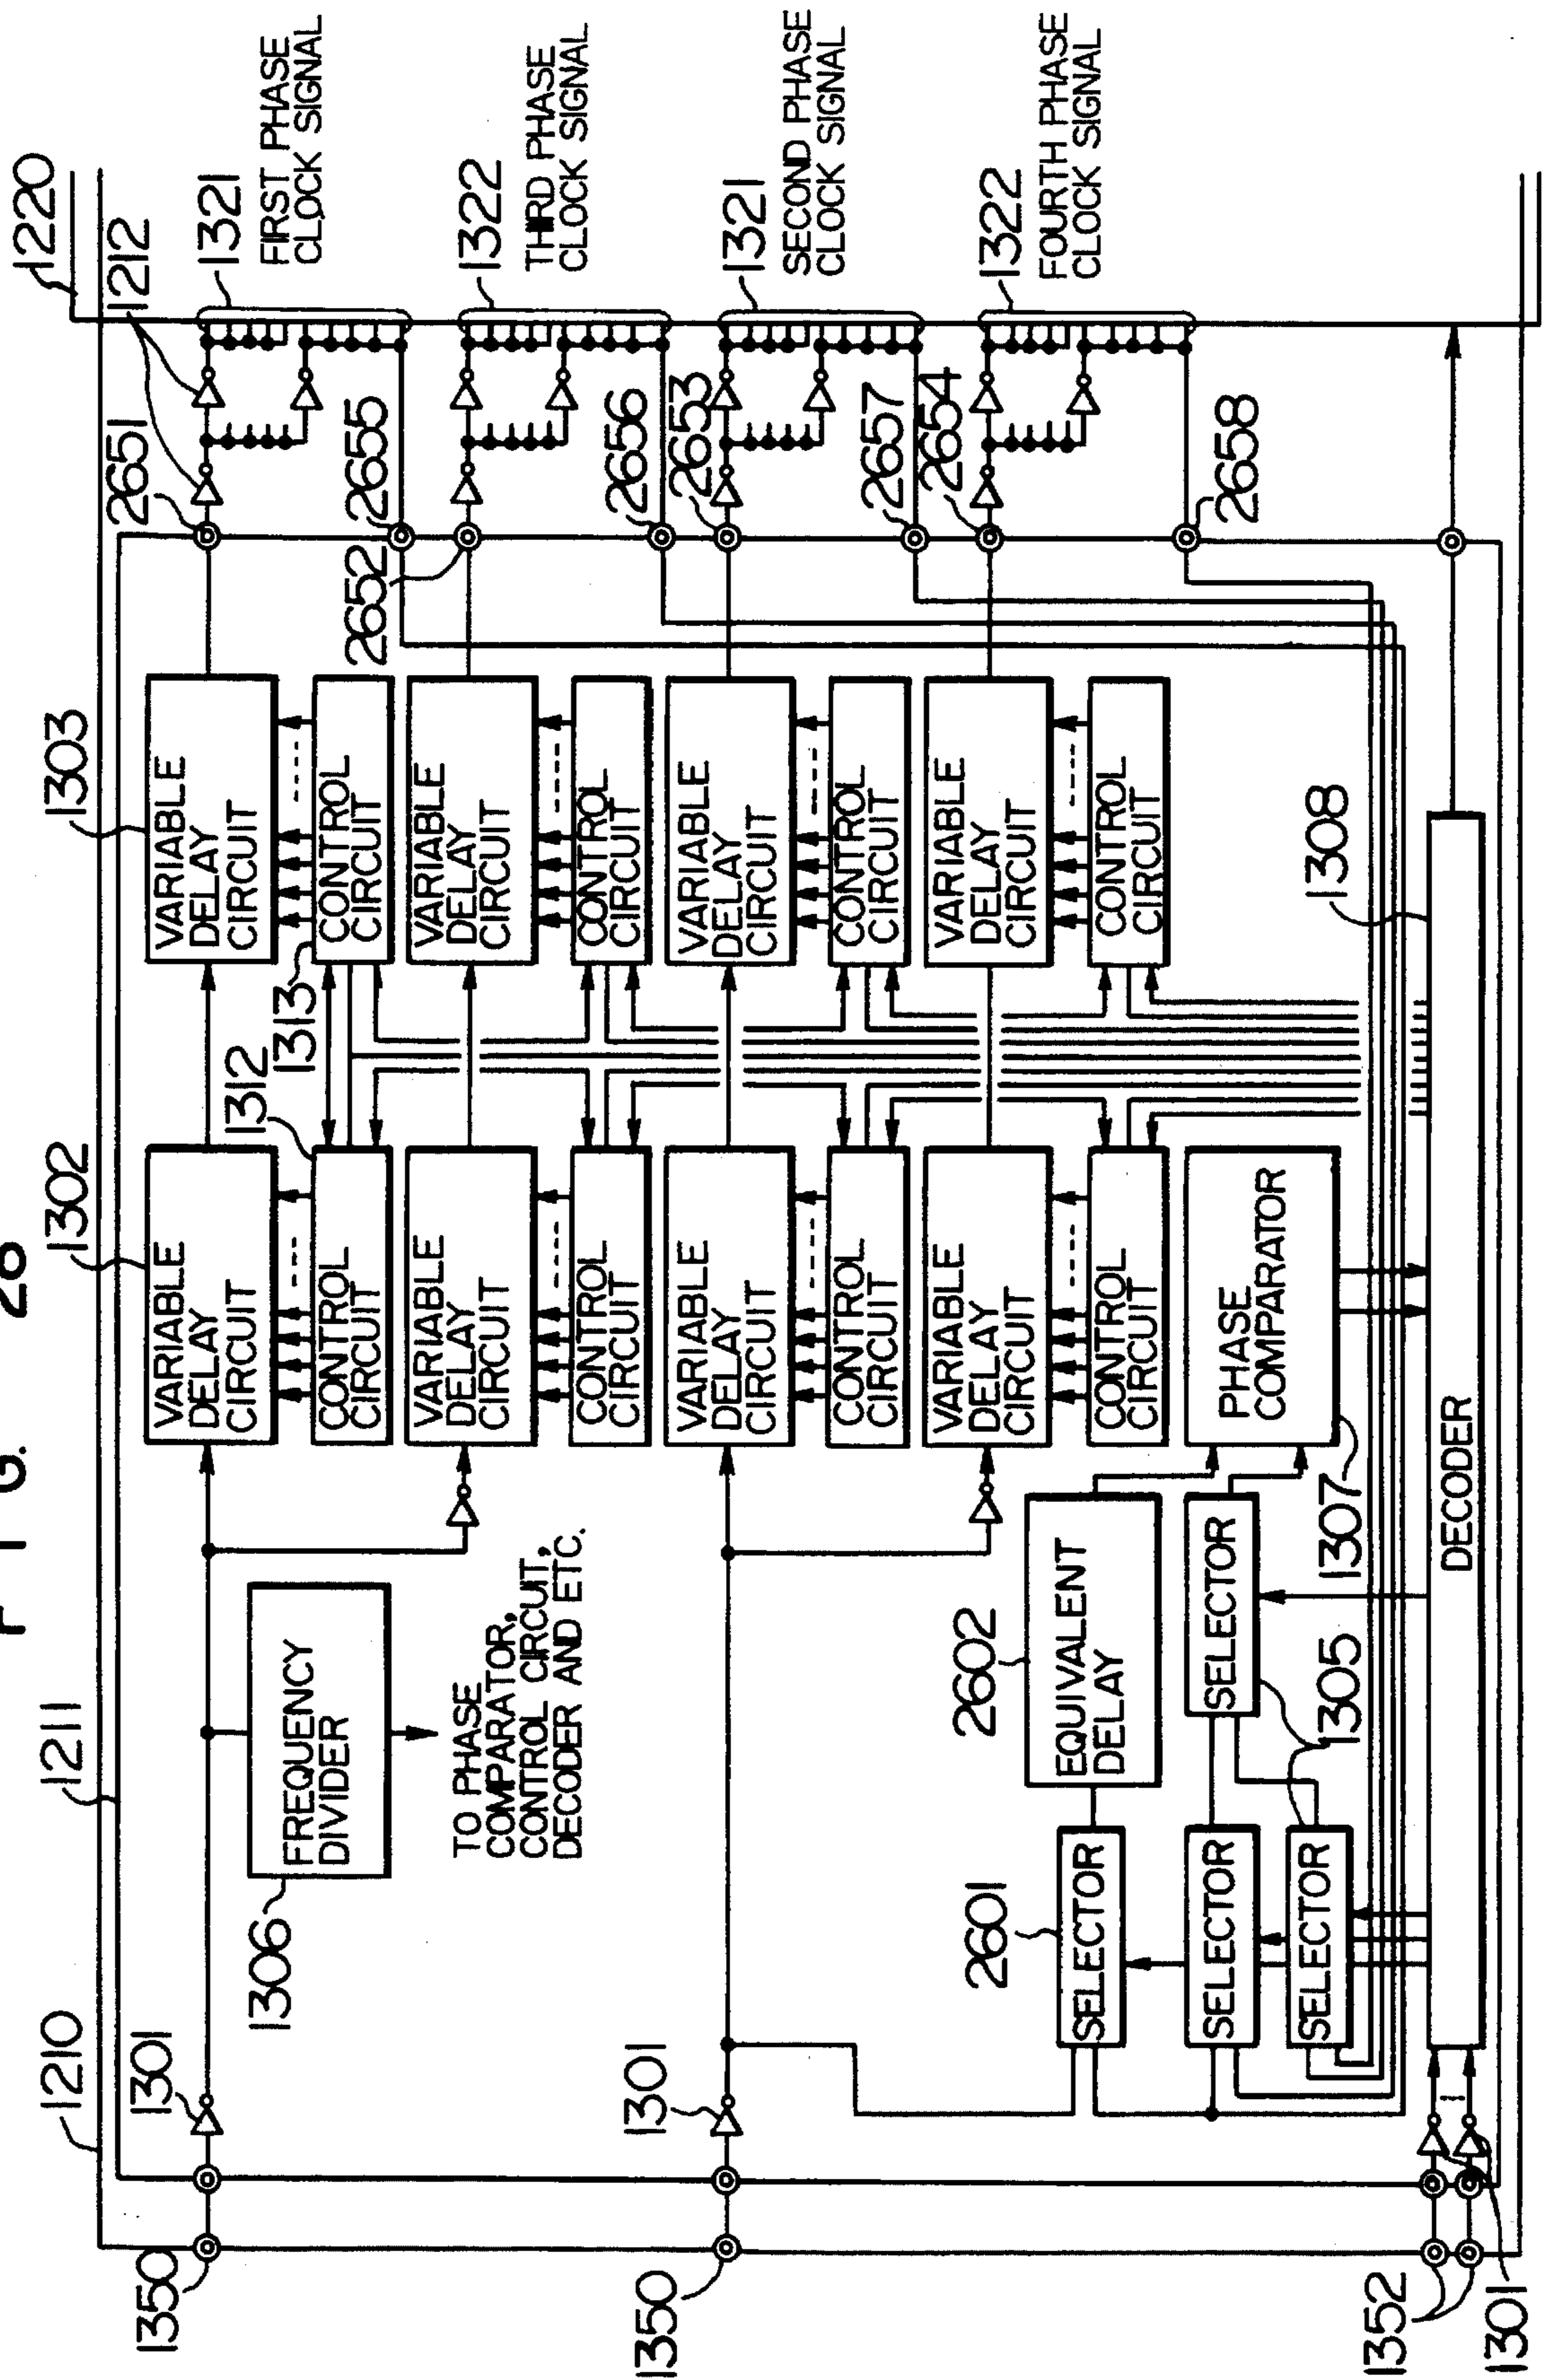 F I G. 26
1210
1211
1302
1303
1220
1212
1350
1301
1306
FREQUENCY
DIVIDER
TO PHASE
COMPARATOR,
CONTROL CIRCUIT,
DECODER AND ETC.
VARIABLE
DELAY
CIRCUIT
1312
CONTROL
CIRCUIT
VARIABLE
DELAY
CIRCUIT
1313
CONTROL
CIRCUIT
2651
2655
1321
FIRST PHASE
CLOCK SIGNAL
VARIABLE
DELAY
CIRCUIT
CONTROL
CIRCUIT
VARIABLE
DELAY
CIRCUIT
CONTROL
CIRCUIT
2652
2656
1322
THIRD PHASE
CLOCK SIGNAL
1350
1301
VARIABLE
DELAY
CIRCUIT
CONTROL
CIRCUIT
VARIABLE
DELAY
CIRCUIT
CONTROL
CIRCUIT
2653
2657
1321
SECOND PHASE
CLOCK SIGNAL
VARIABLE
DELAY
CIRCUIT
CONTROL
CIRCUIT
VARIABLE
DELAY
CIRCUIT
CONTROL
CIRCUIT
2654
2658
1322
FOURTH PHASE
CLOCK SIGNAL
2601
SELECTOR
2602
EQUIVALENT
DELAY
SELECTOR
SELECTOR
SELECTOR
1305
PHASE
COMPARATOR
1307
1308
DECODER
1352
1301